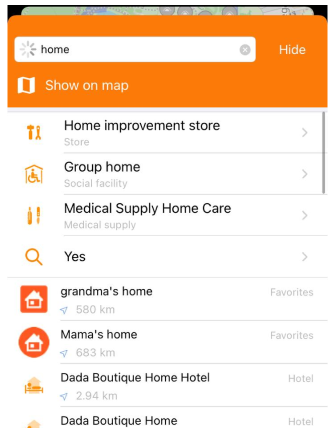 home
Hide
Show on map
Home improvement store
Store
Group home
Social facility
Medical Supply Home Care
Medical supply
Yes
grandma's home
Favorites
580 km
Mama's home
Favorites
683 km
Dada Boutique Home Hotel
Hotel
2.94 km
Dada Boutique Home
Hotel